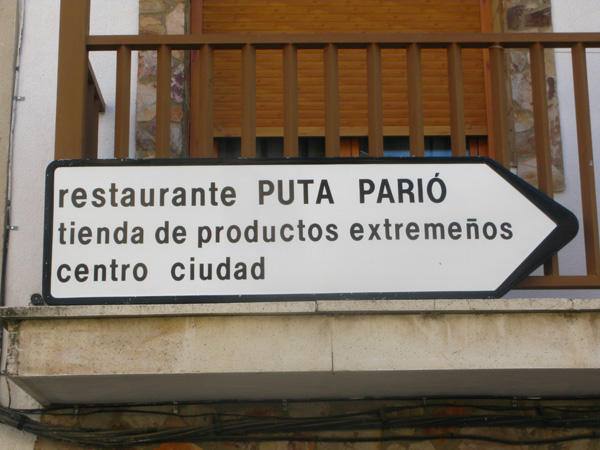 restaurante PUTA PARIÓ
tienda de productos extremeños
centro ciudad